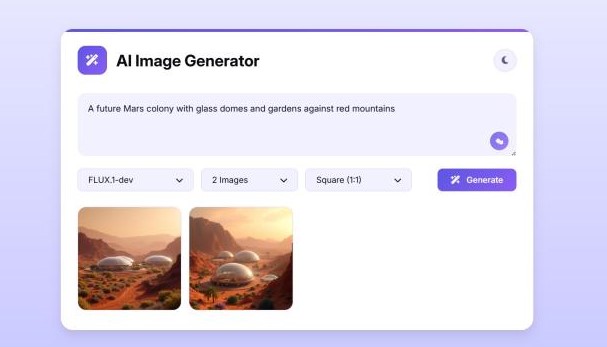 AI Image Generator
A future Mars colony with glass domes and gardens against red mountains
FLUX.1-dev
2 Images
Square (1:1)
Generate